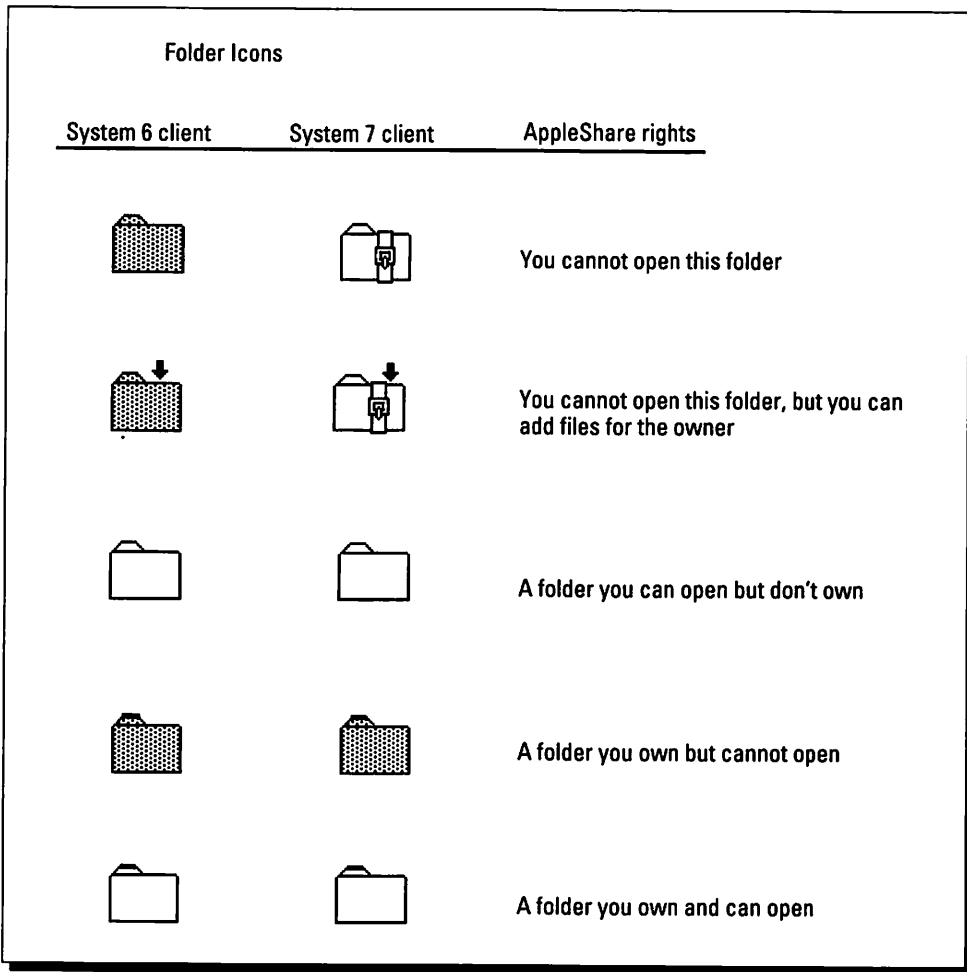 Folder Icons
System 6 client System 7 client AppleShare rights
You cannot open this folder
You cannot open this folder, but you can
add files for the owner
A folder you can open but don't own
A folder you own but cannot open
A folder you own and can open